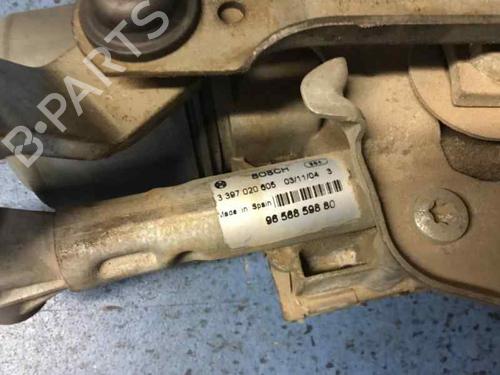 B-PARTS
BOSCH
3 397 020 605 03/11/04 3
Made in Spain
96 568 598 80